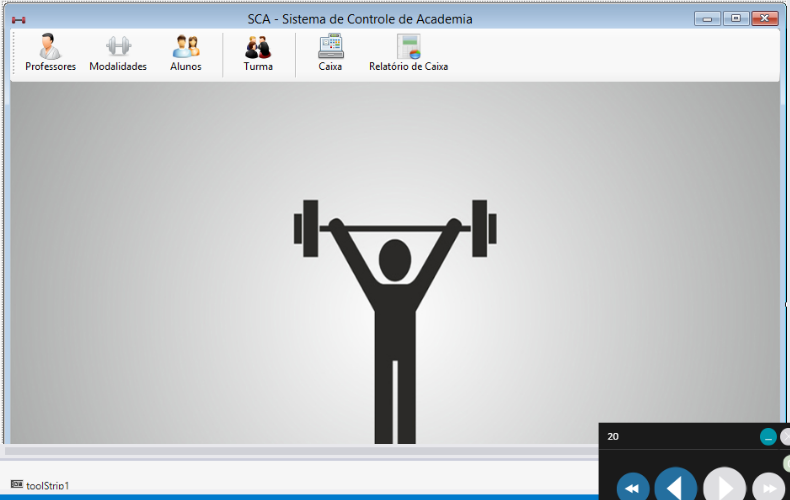 SCA - Sistema de Controle de Academia
Professores Modalidades Alunos Turma Caixa Relatório de Caixa
20
toolStrip1